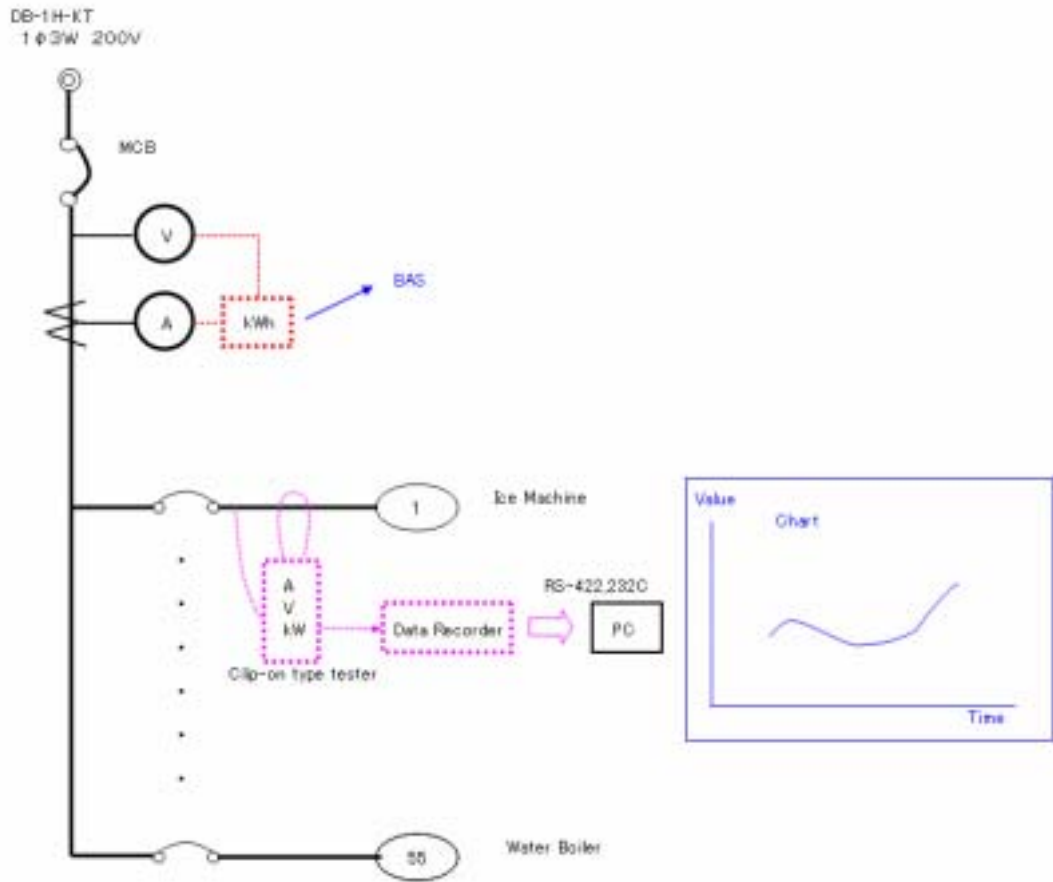 DB-1H-KT
1φ3W 200V
MCB
V
BAS
A
kWh
1
Ice Machine
Value
Chart
A
V
kW
RS-422,232C
Data Recorder
PC
Clip-on type tester
Time
55
Water Boiler